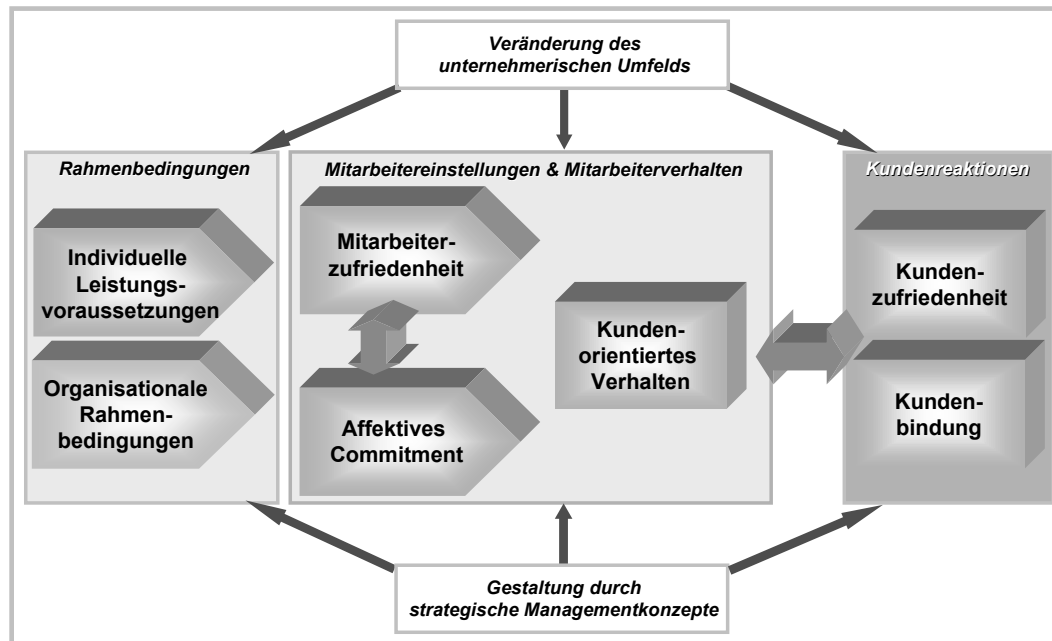 Veränderung des
unternehmerischen Umfelds
Rahmenbedingungen
Individuelle
Leistungs-
voraussetzungen
Organisationale
Rahmen-
bedingungen
Mitarbeitereinstellungen & Mitarbeiterverhalten
Mitarbeiter-
zufriedenheit
Affektives
Commitment
Kunden-
orientiertes
Verhalten
Kundenreaktionen
Kunden-
zufriedenheit
Kunden-
bindung
Gestaltung durch
strategische Managementkonzepte